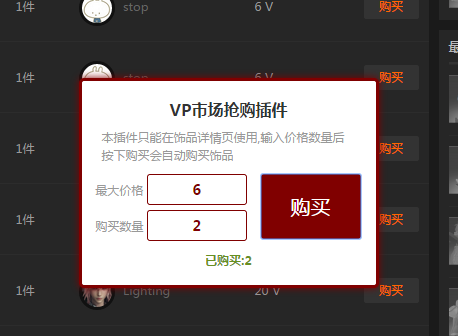 1件 stop 6 V 购买
最
1件 stop 6 V 购买
VP市场抢购插件
本插件只能在饰品详情页使用,输入价格数量后
按下购买会自动购买饰品
1件 购买
最大价格 6
购买
购买数量 2
1件 购买
已购买:2
1件 Lighting 20 V 购买